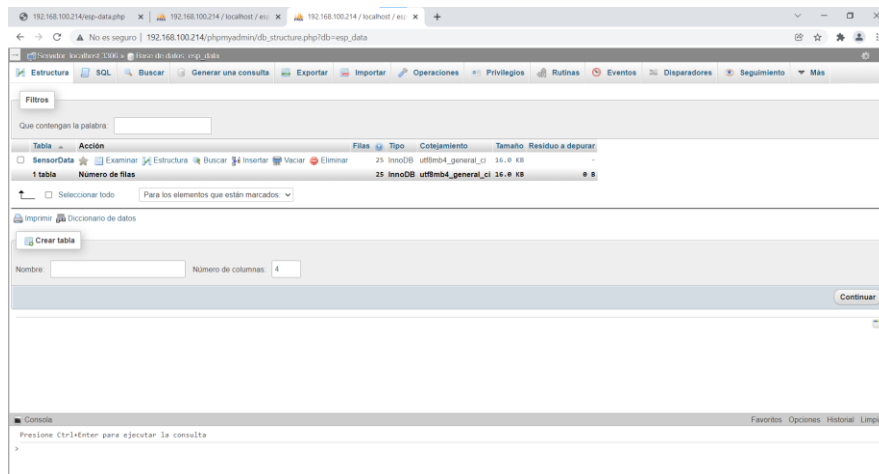 192.168.100.214/esp-data.php 192.168.100.214 / localhost / esp 192.168.100.214 / localhost / esp
No es seguro 192.168.100.214/phpmyadmin/db_structure.php?db=esp_data
Servidor: localhost:3306 » Base de datos: esp_data
Estructura SQL Buscar Generar una consulta Exportar Importar Operaciones Privilegios Rutinas Eventos Disparadores Seguimiento Más
Filtros
Que contengan la palabra:
Tabla Acción Filas Tipo Cotejamiento Tamaño Residuo a depurar
SensorData Examinar Estructura Buscar Insertar Vaciar Eliminar 25 InnoDB utf8mb4_general_ci 16.0 KB -
1 tabla Número de filas 25 InnoDB utf8mb4_general_ci 16.0 KB 0 B
Seleccionar todo Para los elementos que están marcados:
Imprimir Diccionario de datos
Crear tabla
Nombre: Número de columnas: 4
Continuar
Consola Favoritos Opciones Historial Limpi
Presione Ctrl+Enter para ejecutar la consulta
>